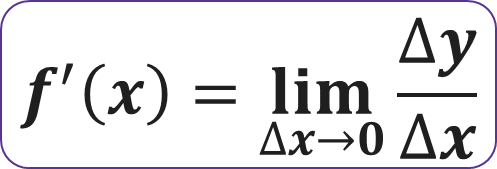 f′(x) = lim Δx→0 Δy/Δx